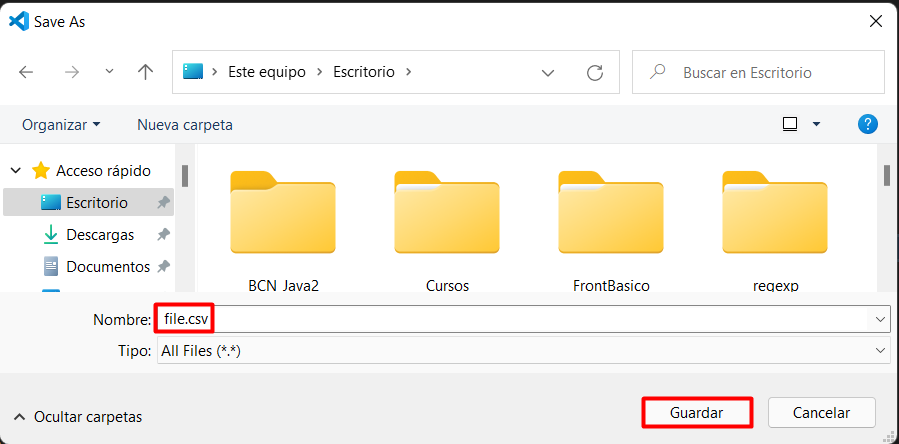 Save As
Este equipo > Escritorio >
Buscar en Escritorio
Organizar
Nueva carpeta
?
Acceso rápido
Escritorio
Descargas
Documentos
BCN_Java2
Cursos
FrontBasico
regexp
Nombre: file.csv
Tipo: All Files (*.*)
Ocultar carpetas
Guardar
Cancelar